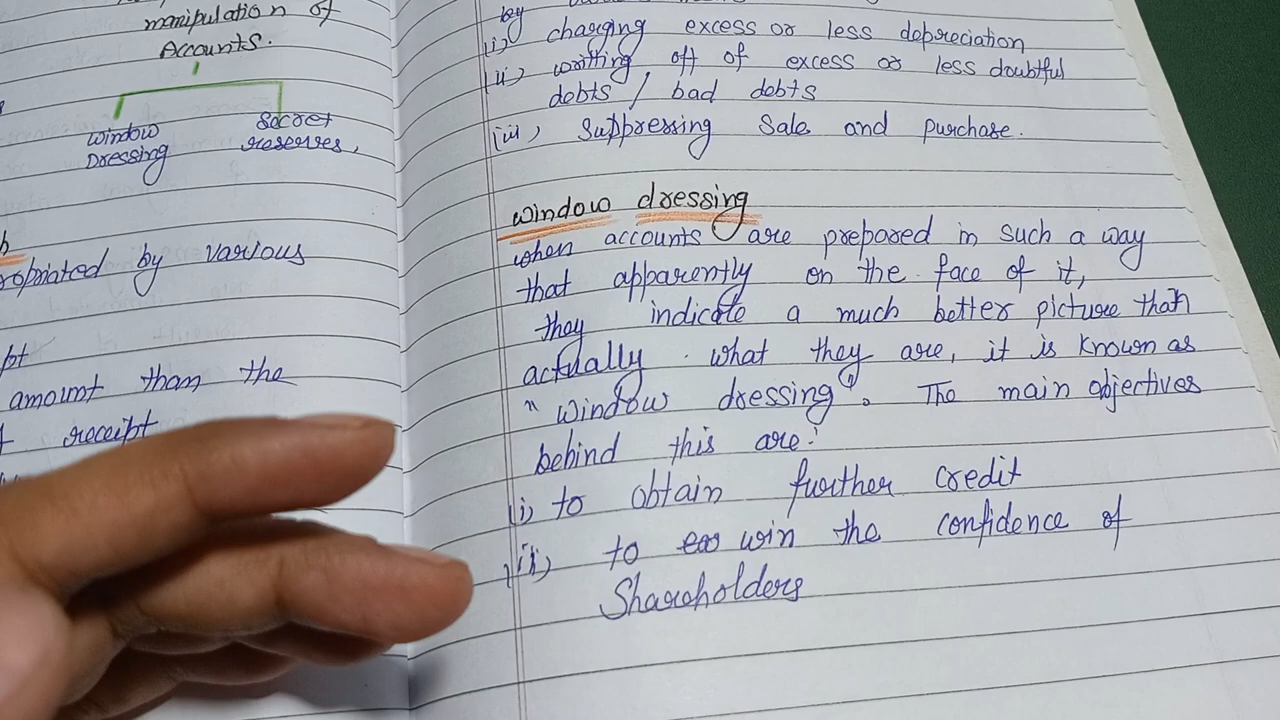 manipulation of
Accounts.
Window
Dressing
Secret
reserves,
by various
amount than the
receipt
by
(i) charging excess or less depreciation
(ii) writting off of excess or less doubtful
debts / bad debts
(iii) Suppressing Sale and purchase.
window dressing
when accounts are prepared in such a way
that apparently on the face of it,
they indicate a much better picture than
actually what they are, it is known as
"window dressing". The main objectives
behind this are:
(i) to obtain further credit
(ii) to win the confidence of
Shareholders